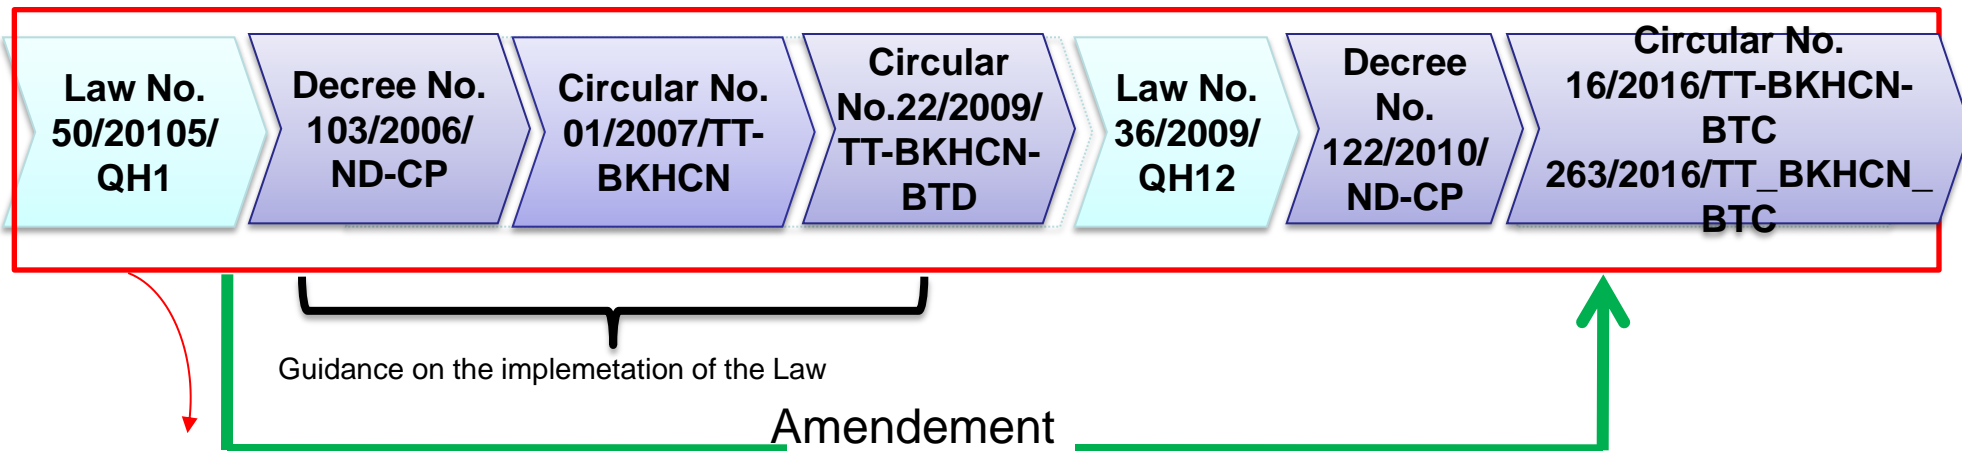 Law No.
50/20105/
QH1
Decree No.
103/2006/
ND-CP
Circular No.
01/2007/TT-
BKHCN
Circular
No.22/2009/
TT-BKHCN-
BTD
Law No.
36/2009/
QH12
Decree
No.
122/2010/
ND-CP
Circular No.
16/2016/TT-BKHCN-
BTC
263/2016/TT_BKHCN_
BTC
Guidance on the implemetation of the Law
Amendement